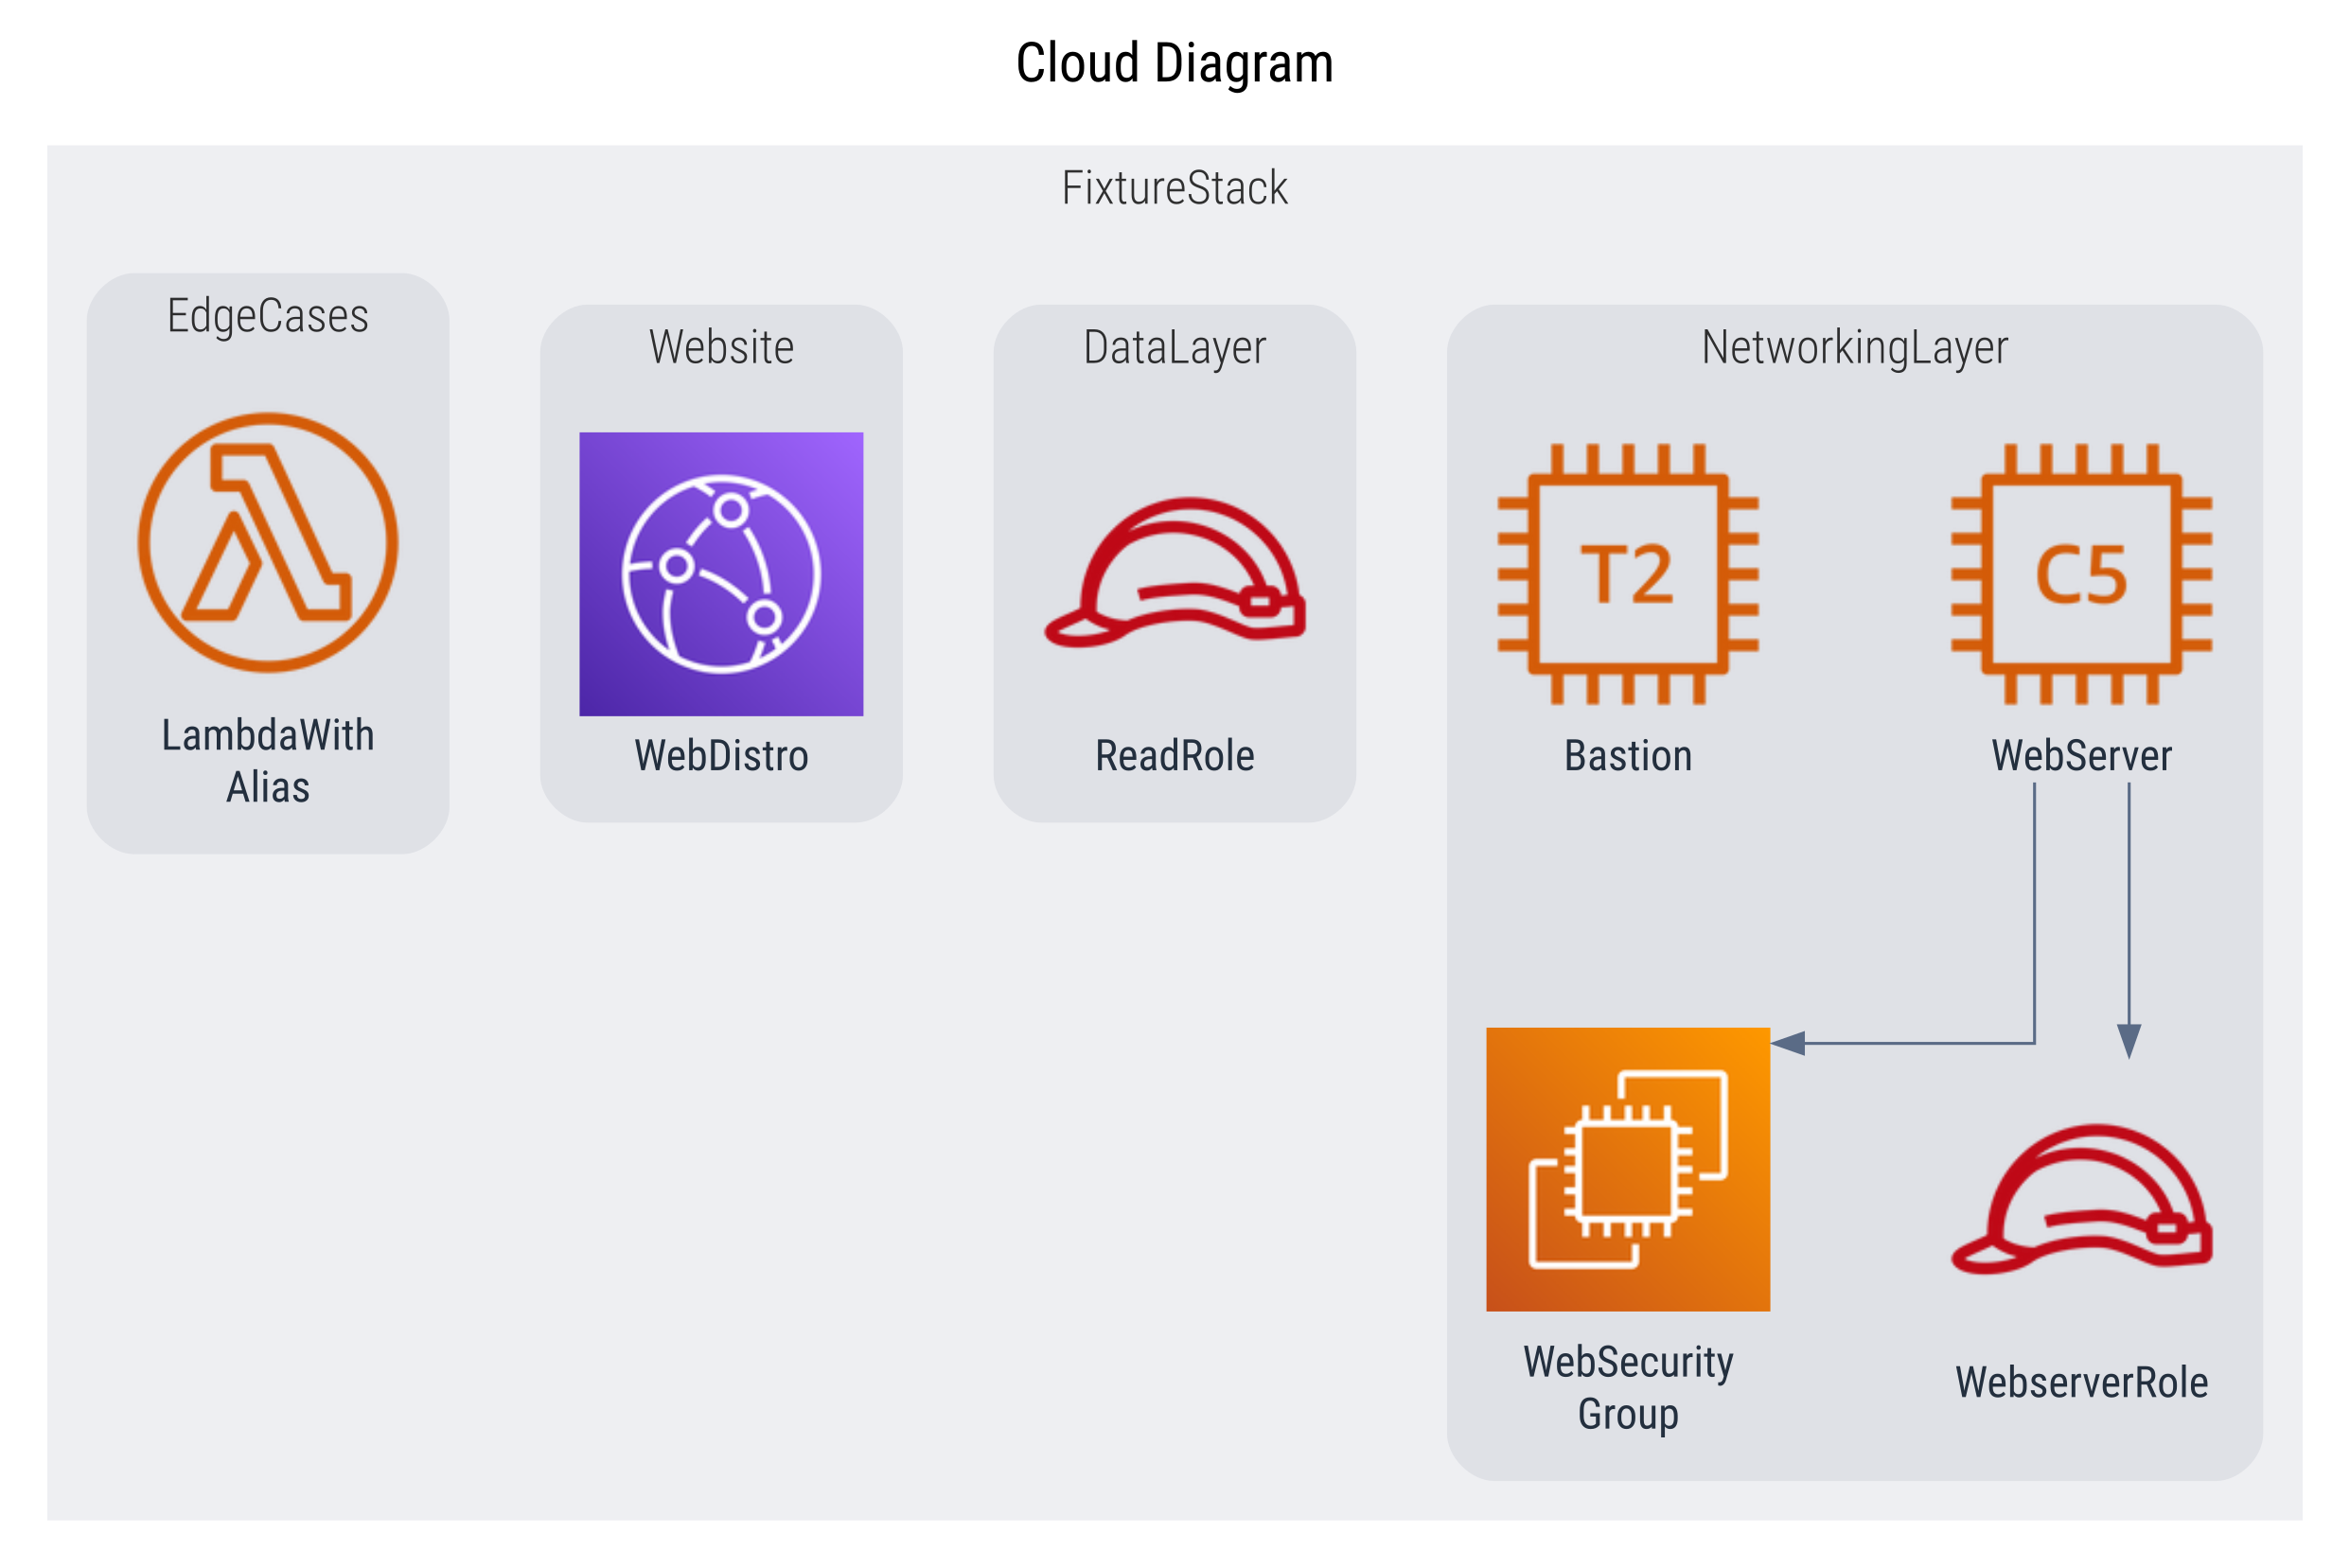 Cloud Diagram
FixtureStack
EdgeCases
LambdaWith
Alias
Website
WebDistro
DataLayer
ReadRole
NetworkingLayer
T2
Bastion
C5
WebServer
WebSecurity
Group
WebserverRole